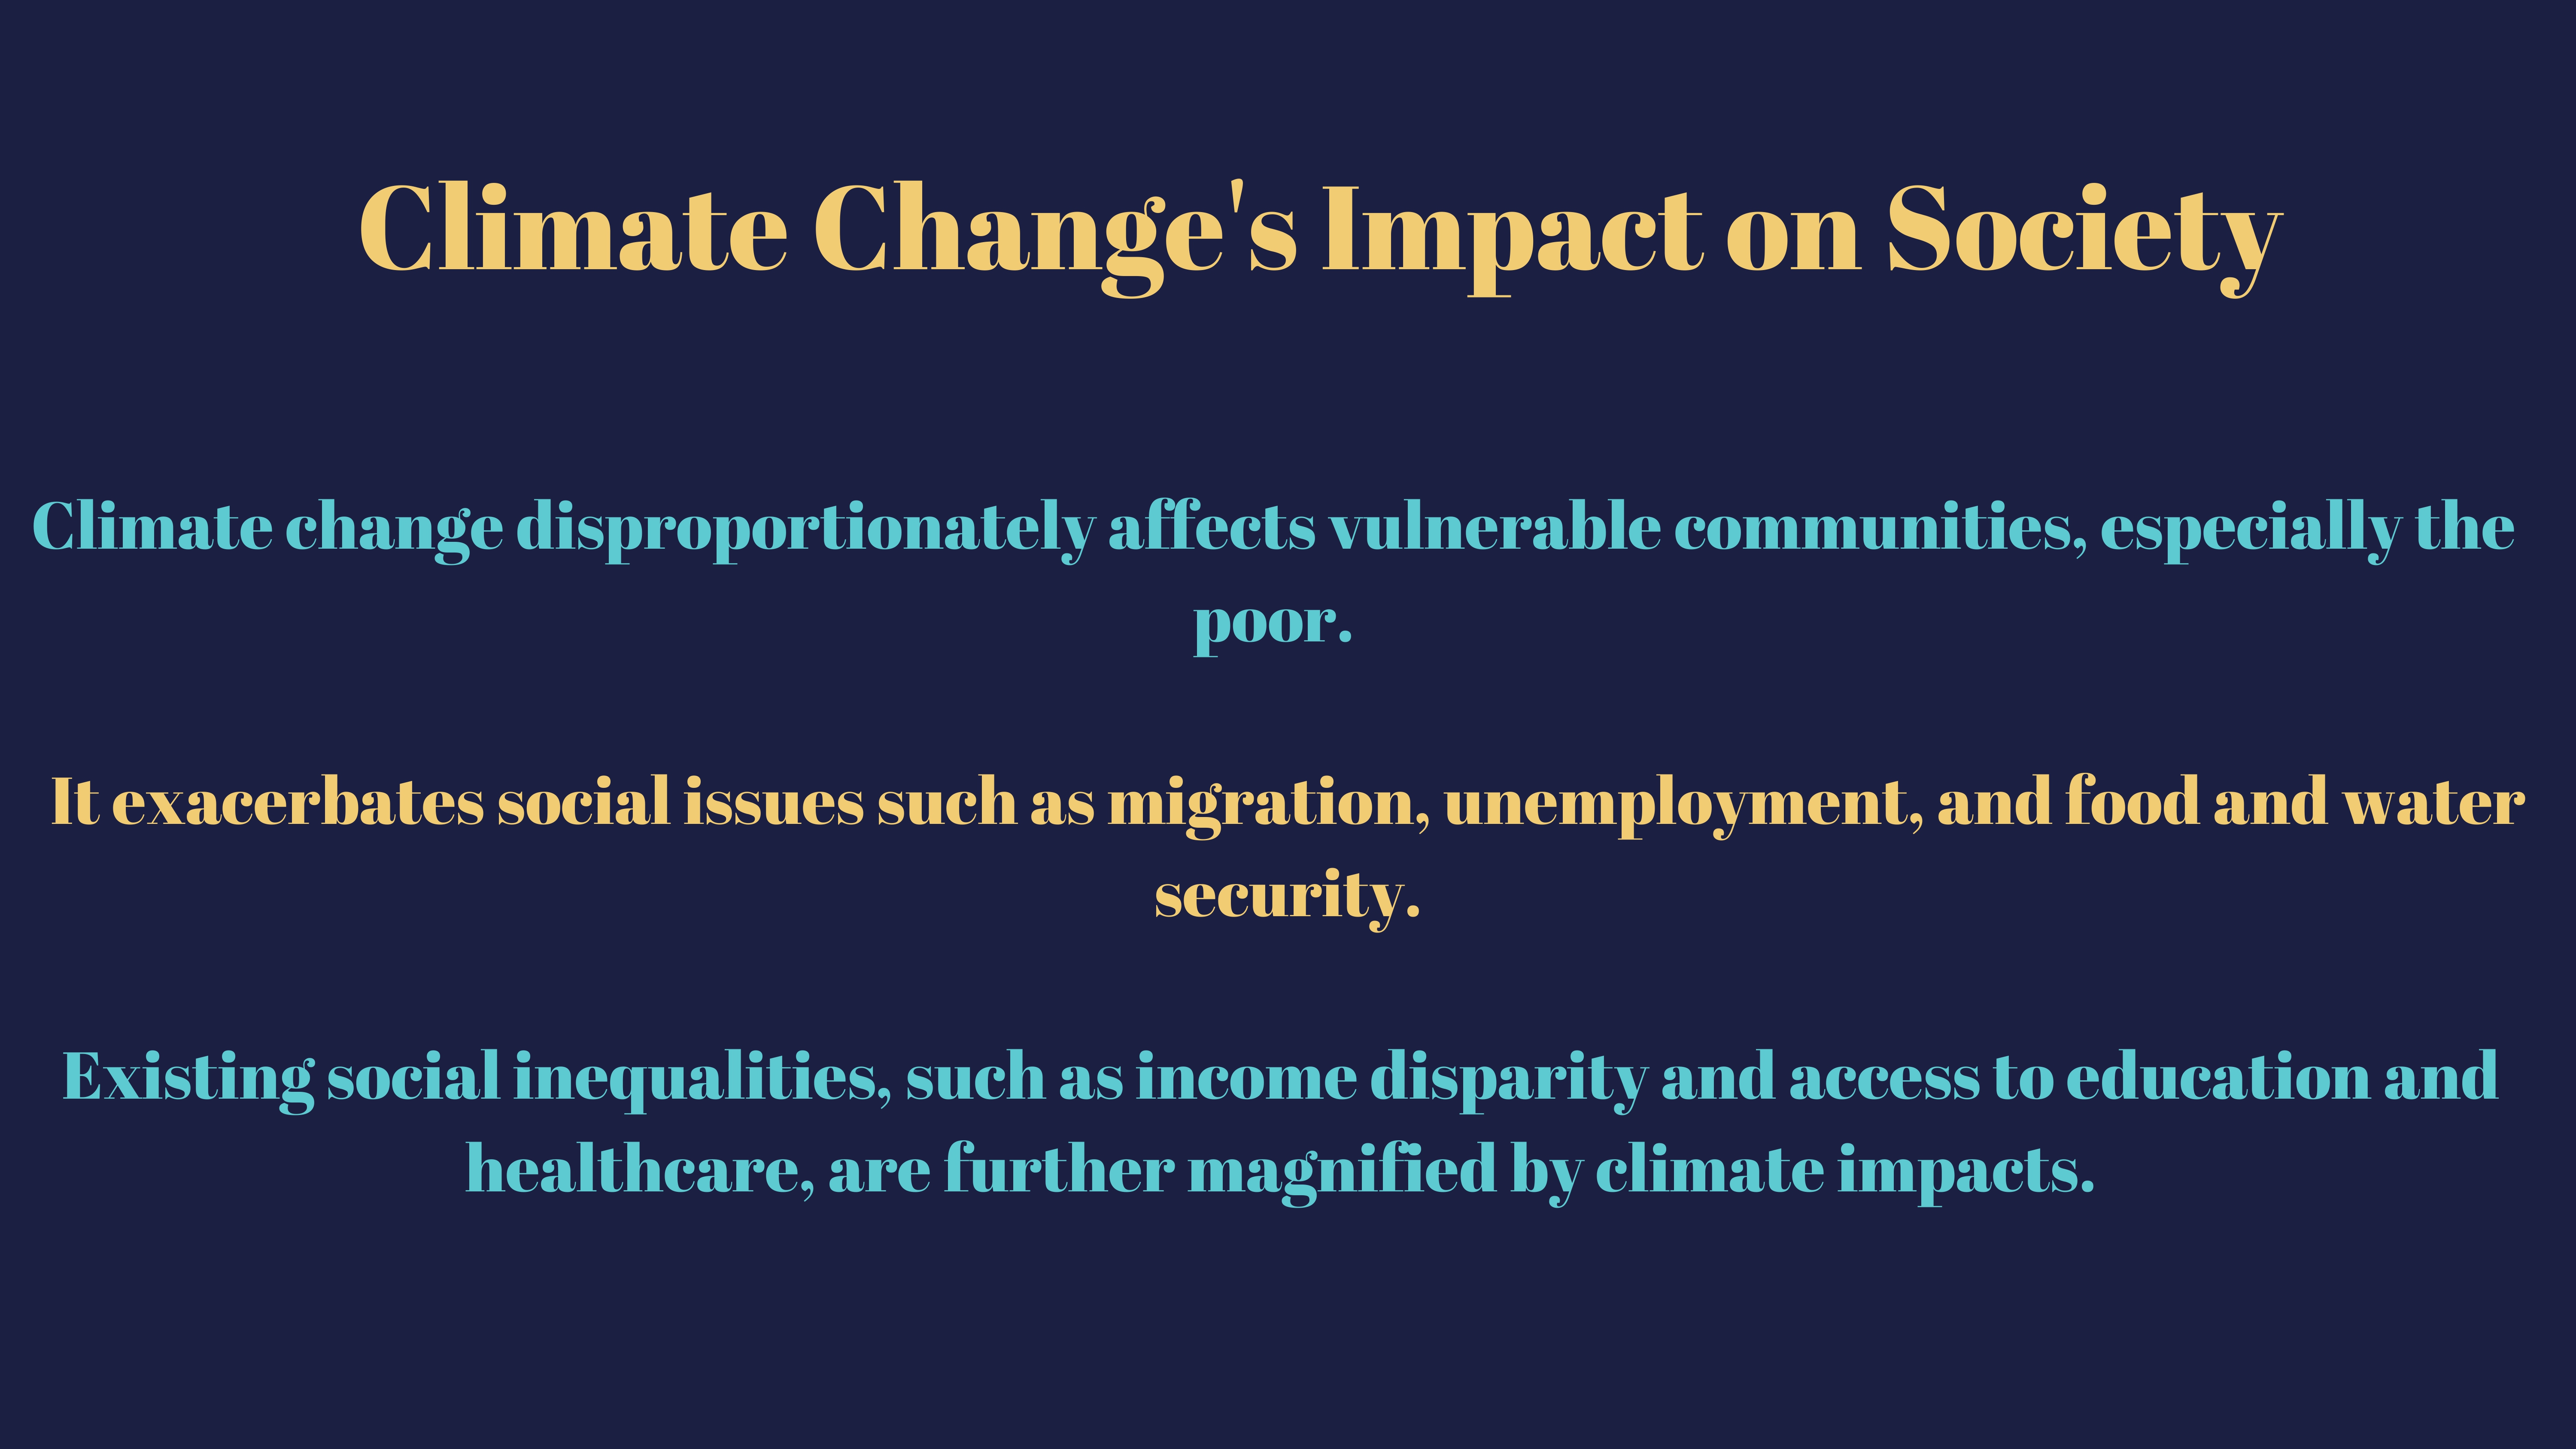 Climate Change's Impact on Society
Climate change disproportionately affects vulnerable communities, especially the
poor.
It exacerbates social issues such as migration, unemployment, and food and water
security.
Existing social inequalities, such as income disparity and access to education and
healthcare, are further magnified by climate impacts.